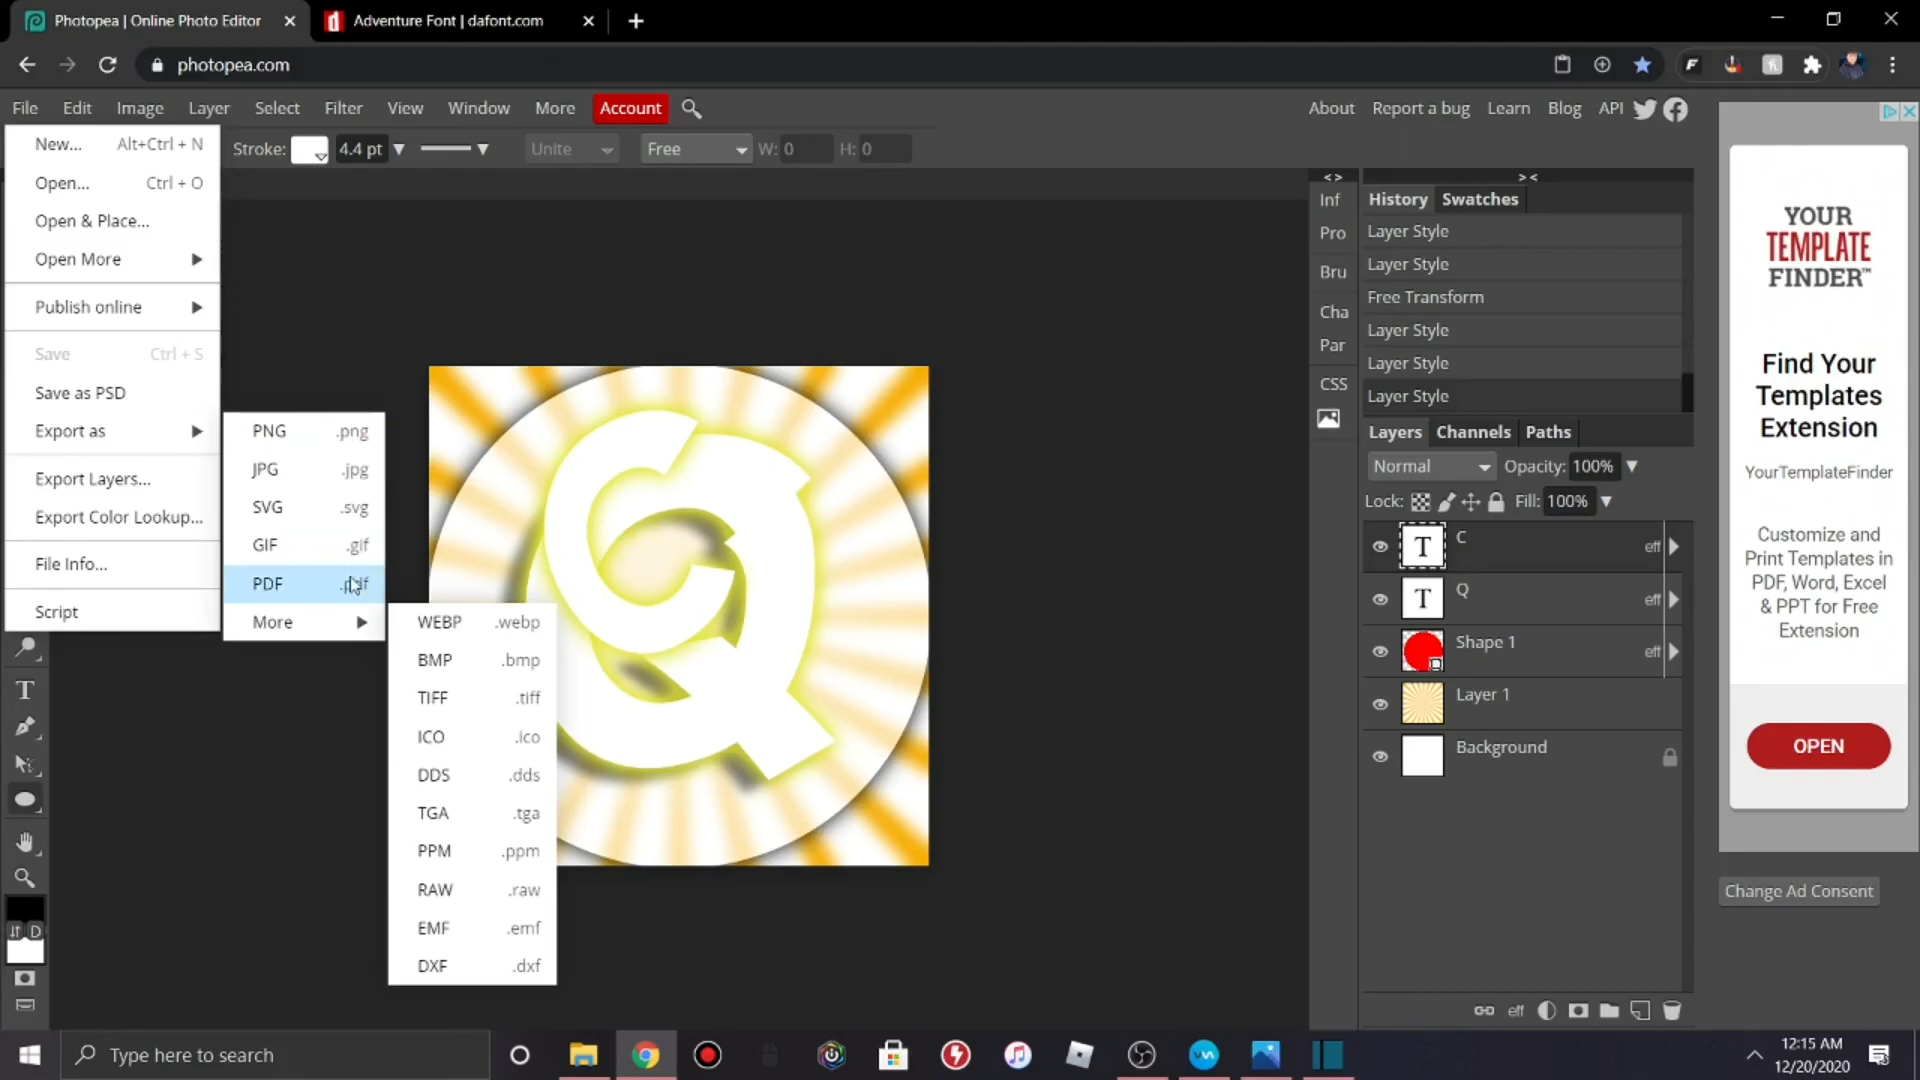 Photopea | Online Photo Editor
Adventure Font | dafont.com
photopea.com
File Edit Image Layer Select Filter View Window More Account
About Report a bug Learn Blog API
Stroke: 4.4 pt Unite Free W: 0 H: 0
New... Alt+Ctrl + N
Open... Ctrl + O
Open & Place...
Open More
Publish online
Save Ctrl + S
Save as PSD
Export as
Export Layers...
Export Color Lookup...
File Info...
Script
PNG .png
JPG .jpg
SVG .svg
GIF .gif
PDF .pdf
More
WEBP .webp
BMP .bmp
TIFF .tiff
ICO .ico
DDS .dds
TGA .tga
PPM .ppm
RAW .raw
EMF .emf
DXF .dxf
Inf
Pro
Bru
Cha
Par
CSS
History Swatches
Layer Style
Layer Style
Free Transform
Layer Style
Layer Style
Layer Style
Layers Channels Paths
Normal Opacity: 100%
Lock: Fill: 100%
C eff
Q eff
Shape 1 eff
Layer 1
Background
eff
D
YOUR
TEMPLATE
FINDER™
Find Your
Templates
Extension
YourTemplateFinder
Customize and
Print Templates in
PDF, Word, Excel
& PPT for Free
Extension
OPEN
Change Ad Consent
Type here to search
12:15 AM
12/20/2020